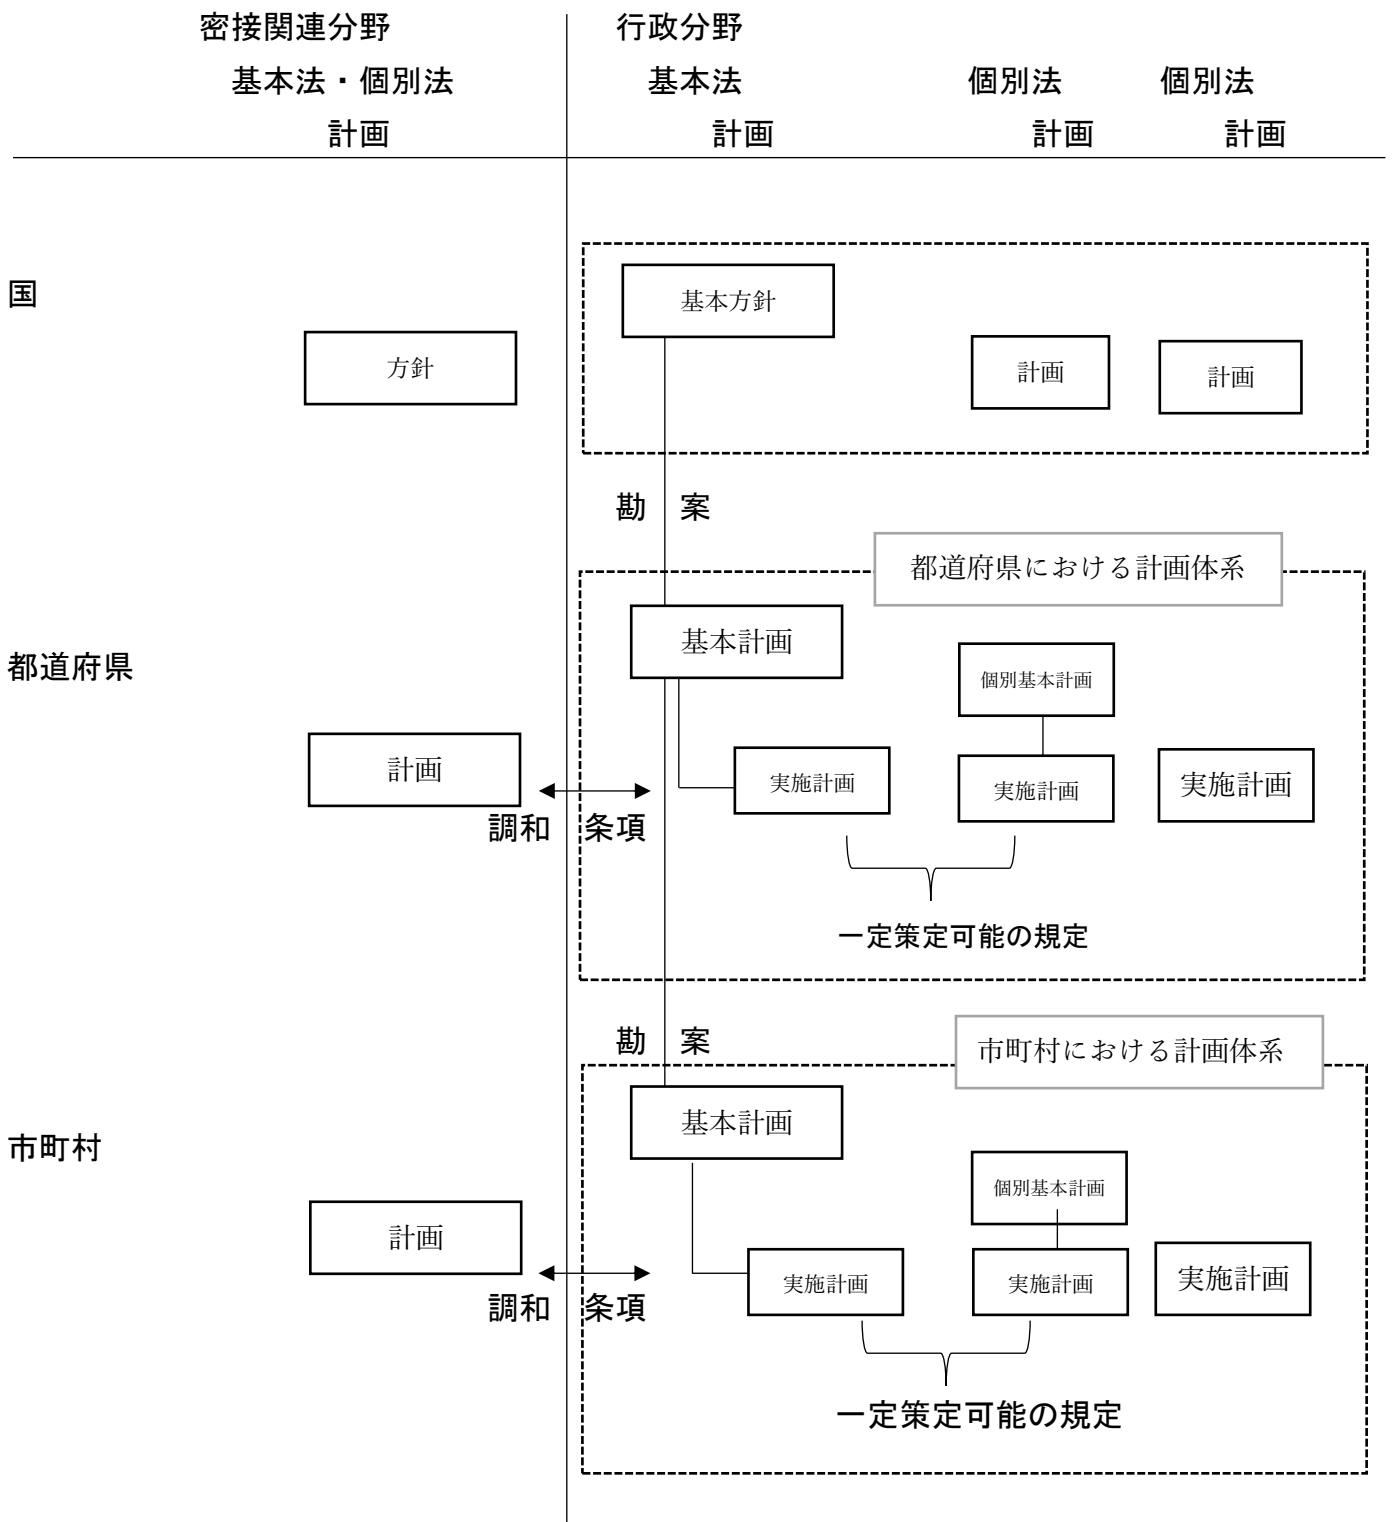 密接関連分野 行政分野
基本法・個別法 基本法 個別法 個別法
計画 計画 計画 計画
国
基本方針
方針
計画
計画
勘 案
都道府県における計画体系
都道府県
基本計画
個別基本計画
計画
実施計画
実施計画
実施計画
調和 条項
一定策定可能の規定
勘 案
市町村における計画体系
市町村
基本計画
個別基本計画
計画
実施計画
実施計画
実施計画
調和 条項
一定策定可能の規定